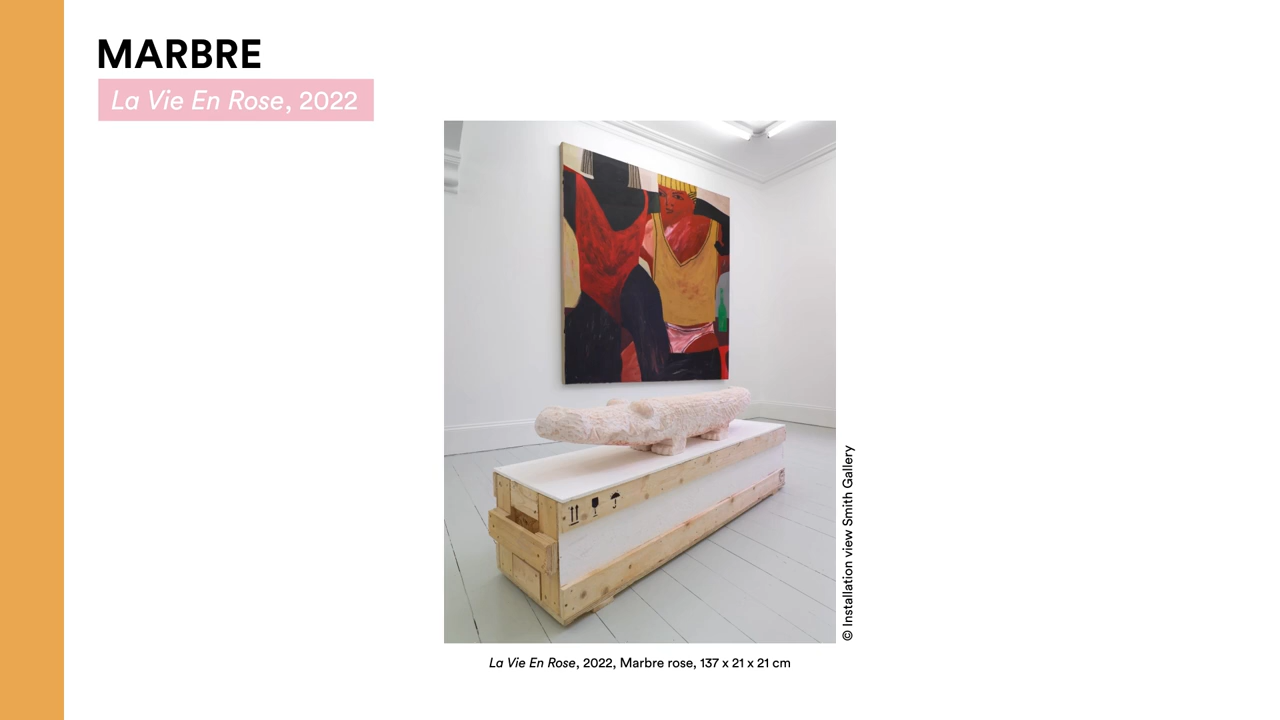 MARBRE
La Vie En Rose, 2022
© Installation view Smith Gallery
La Vie En Rose, 2022, Marbre rose, 137 x 21 x 21 cm